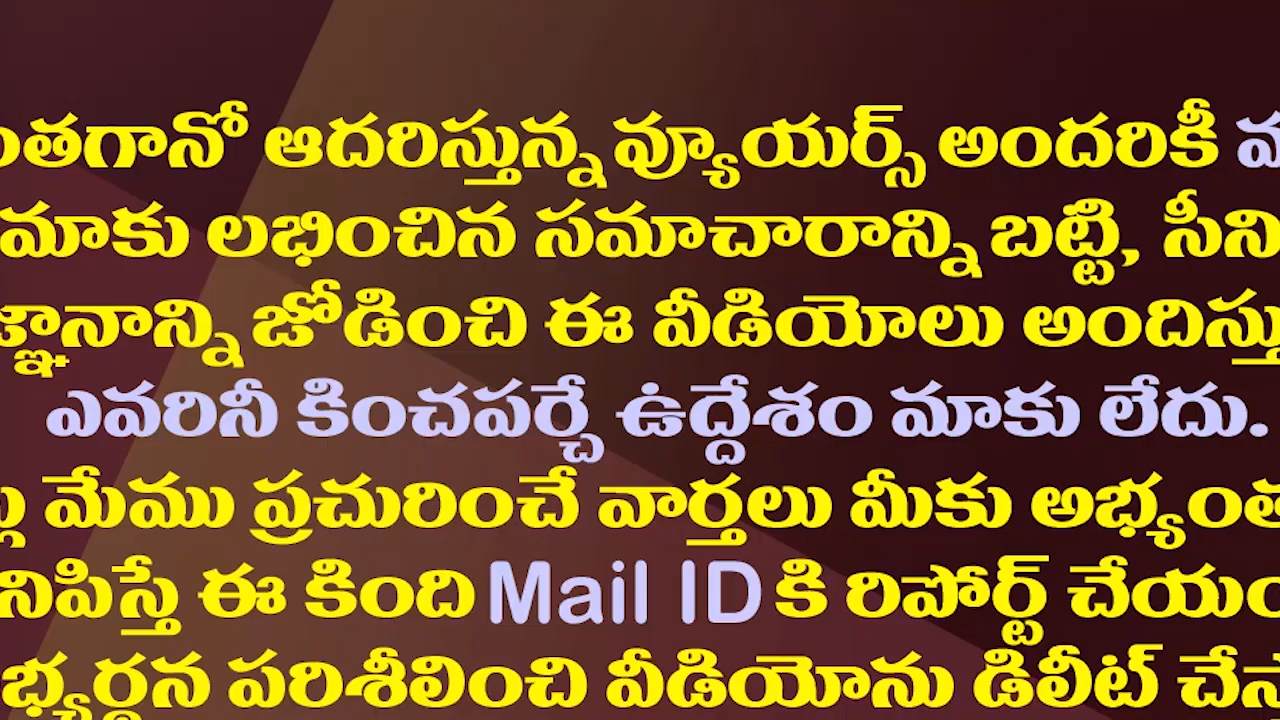 ంతగానో ఆదరిస్తున్న వ్యూయర్స్ అందరికీ
మాకు లభించిన సమాచారాన్ని బట్టి, సీని
జ్ఞానాన్ని జోడించి ఈ వీడియోలు అందిస్తు
ఎవరినీ కించపర్చే ఉద్దేశం మాకు లేదు.
మేము ప్రచురించే వార్తలు మీకు అభ్యంత
నిపిస్తే ఈ కింది Mail ID కి రిపోర్ట్ చేయం
భ్యర్థన పరిశీలించి వీడియోను డిలీట్ చేస